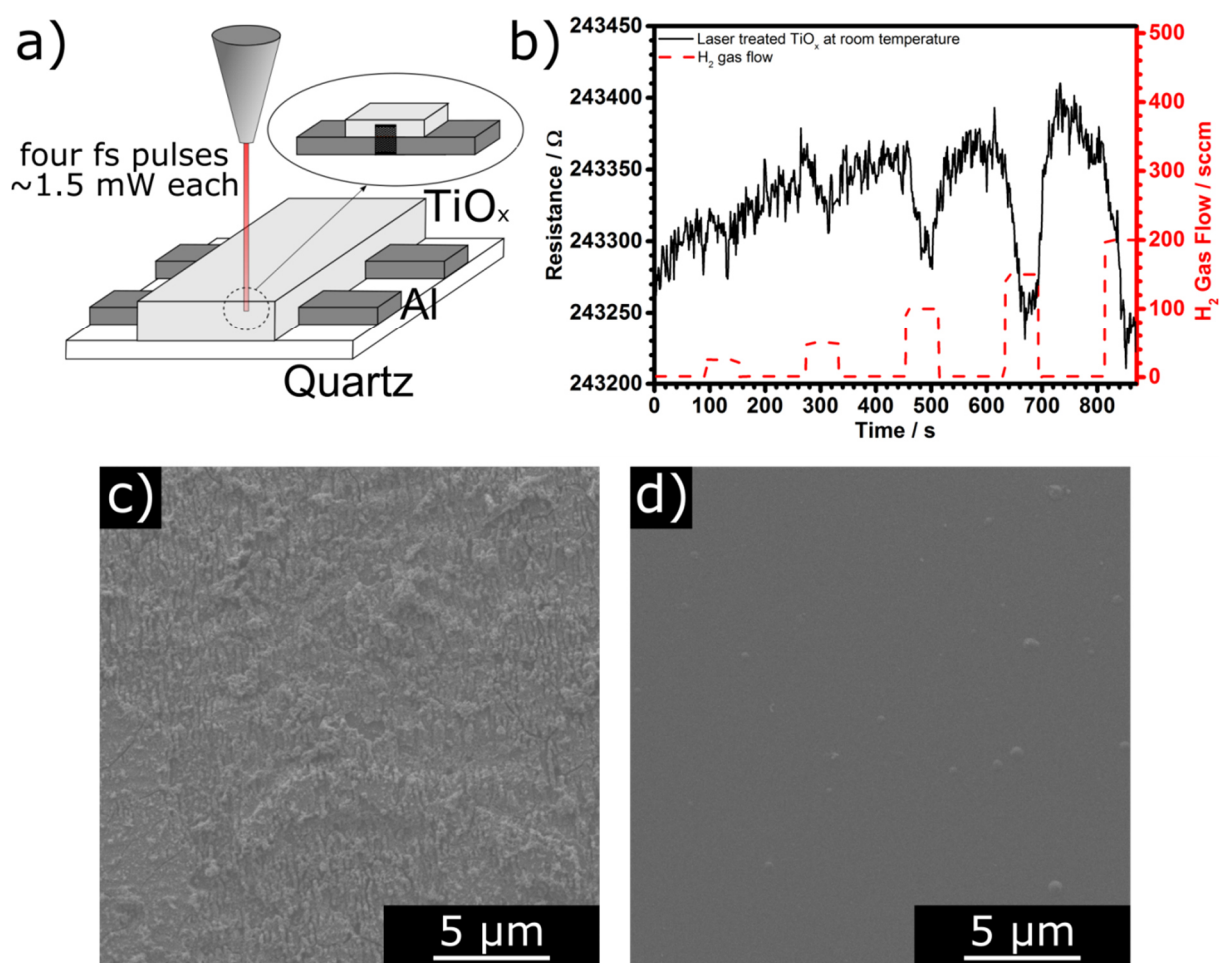 a)
four fs pulses
~1.5 mW each
TiOₓ
Al
Quartz
b)
Laser treated TiOₓ at room temperature
H₂ gas flow
243450
243400
243350
243300
243250
243200
Resistance / Ω
0 100 200 300 400 500 600 700 800
Time / s
500
400
300
200
100
0
H₂ Gas Flow / sccm
c)
5 µm
d)
5 µm